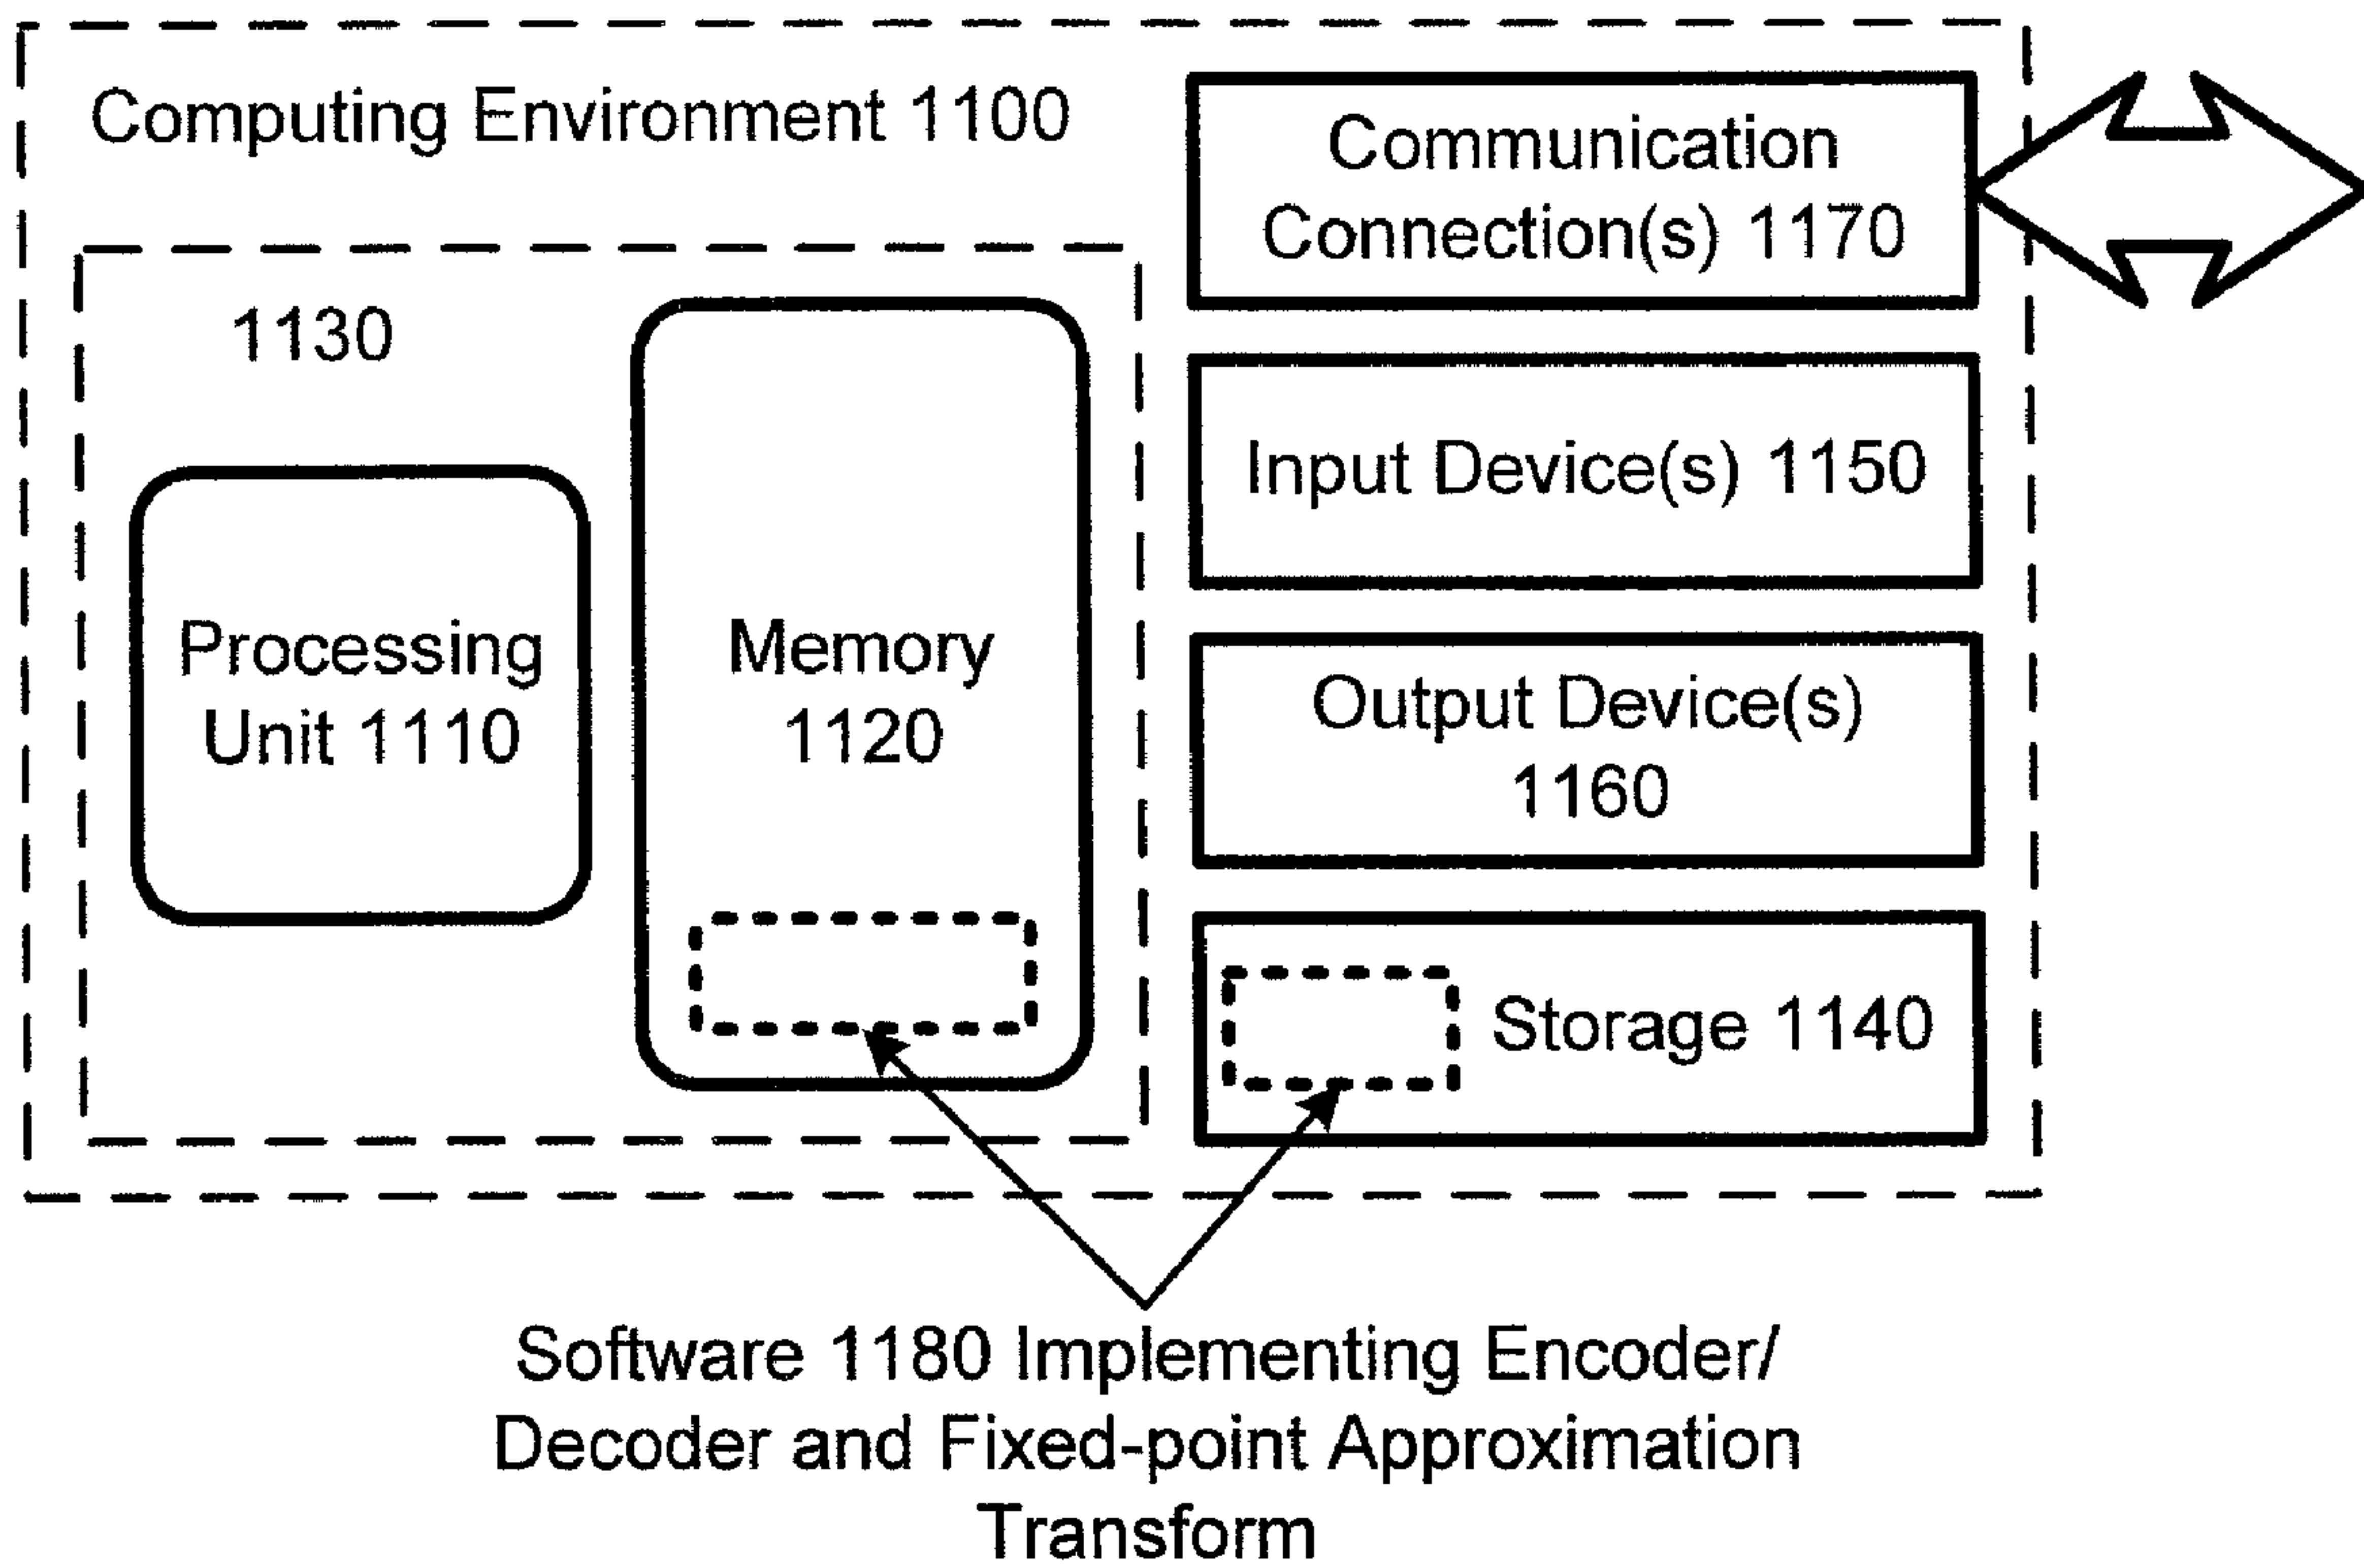 Computing Environment 1100
Communication
Connection(s) 1170
1130
Input Device(s) 1150
Processing
Unit 1110
Memory
1120
Output Device(s)
1160
Storage 1140
Software 1180 Implementing Encoder/
Decoder and Fixed-point Approximation
Transform